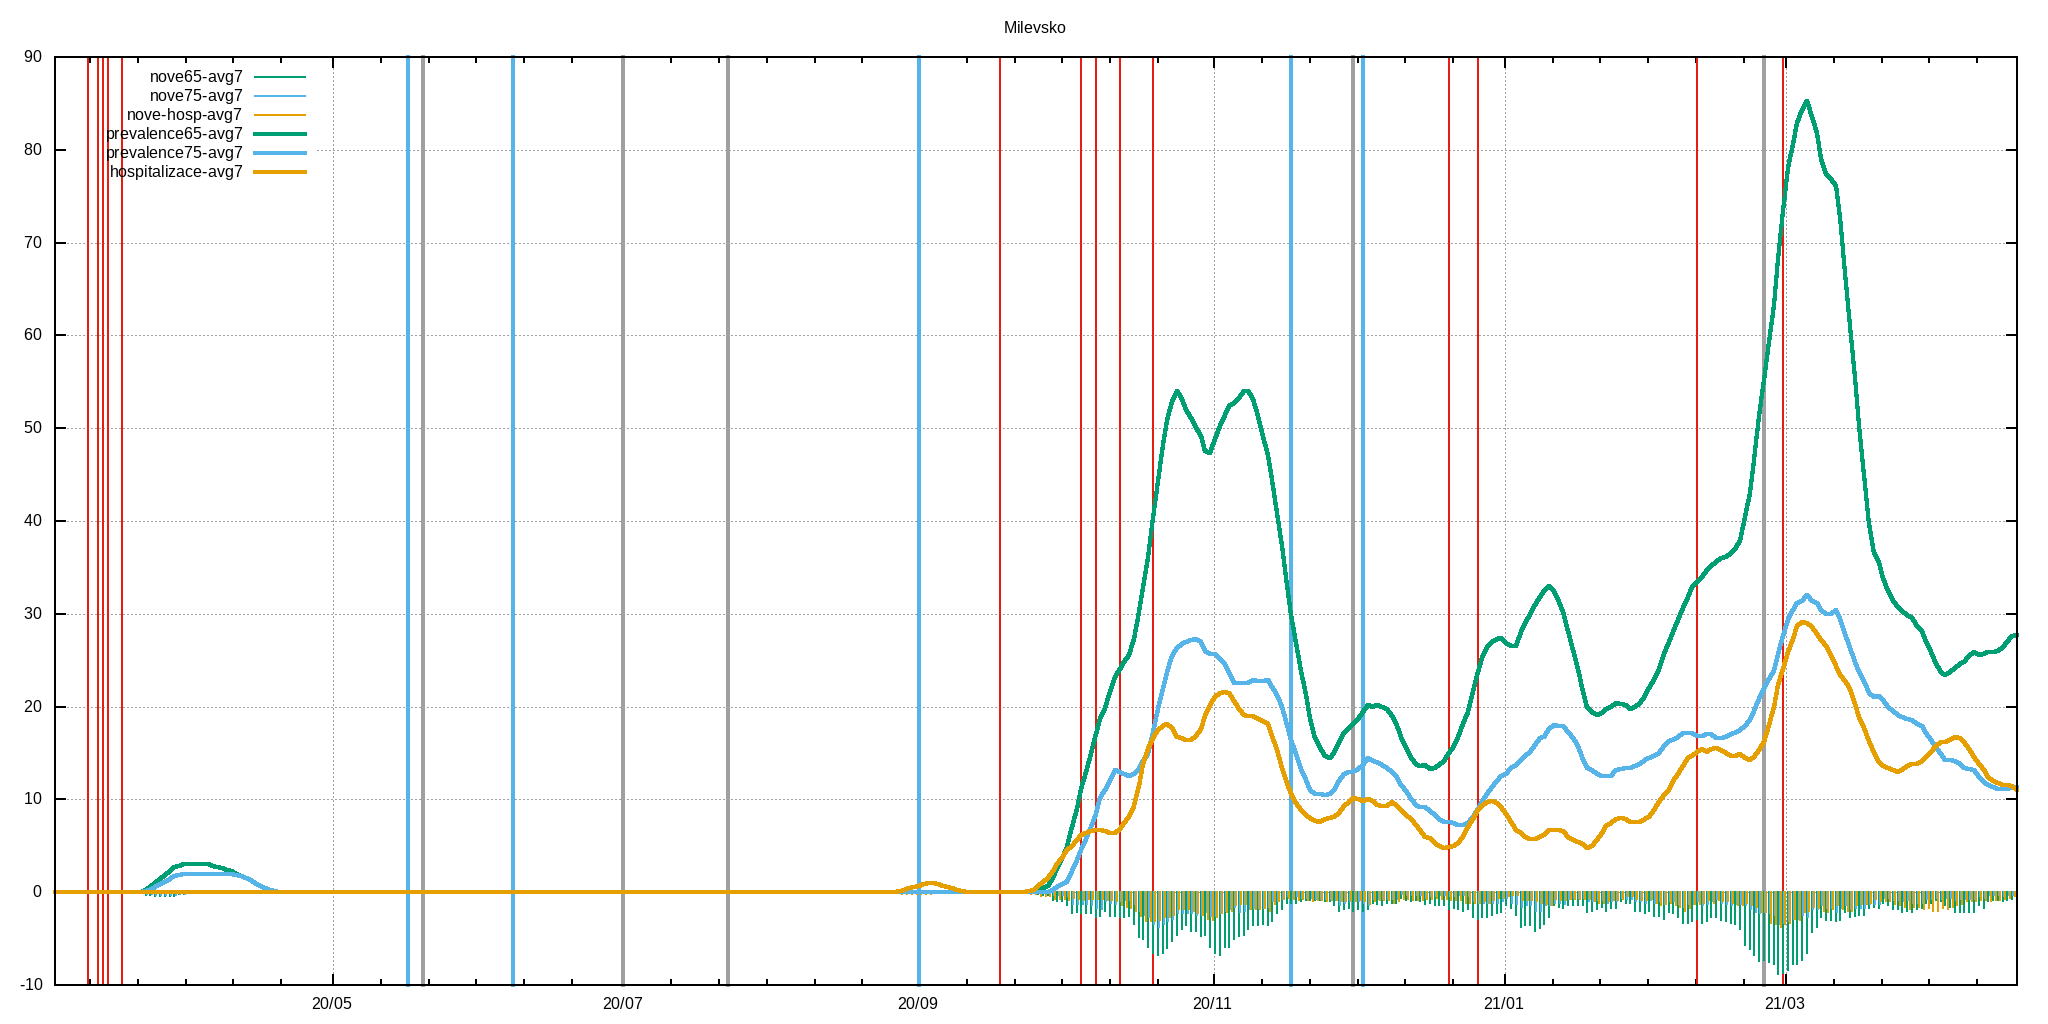 Milevsko
nove65-avg7
nove75-avg7
nove-hosp-avg7
prevalence65-avg7
prevalence75-avg7
hospitalizace-avg7
90
80
70
60
50
40
30
20
10
0
-10
20/05 20/07 20/09 20/11 21/01 21/03